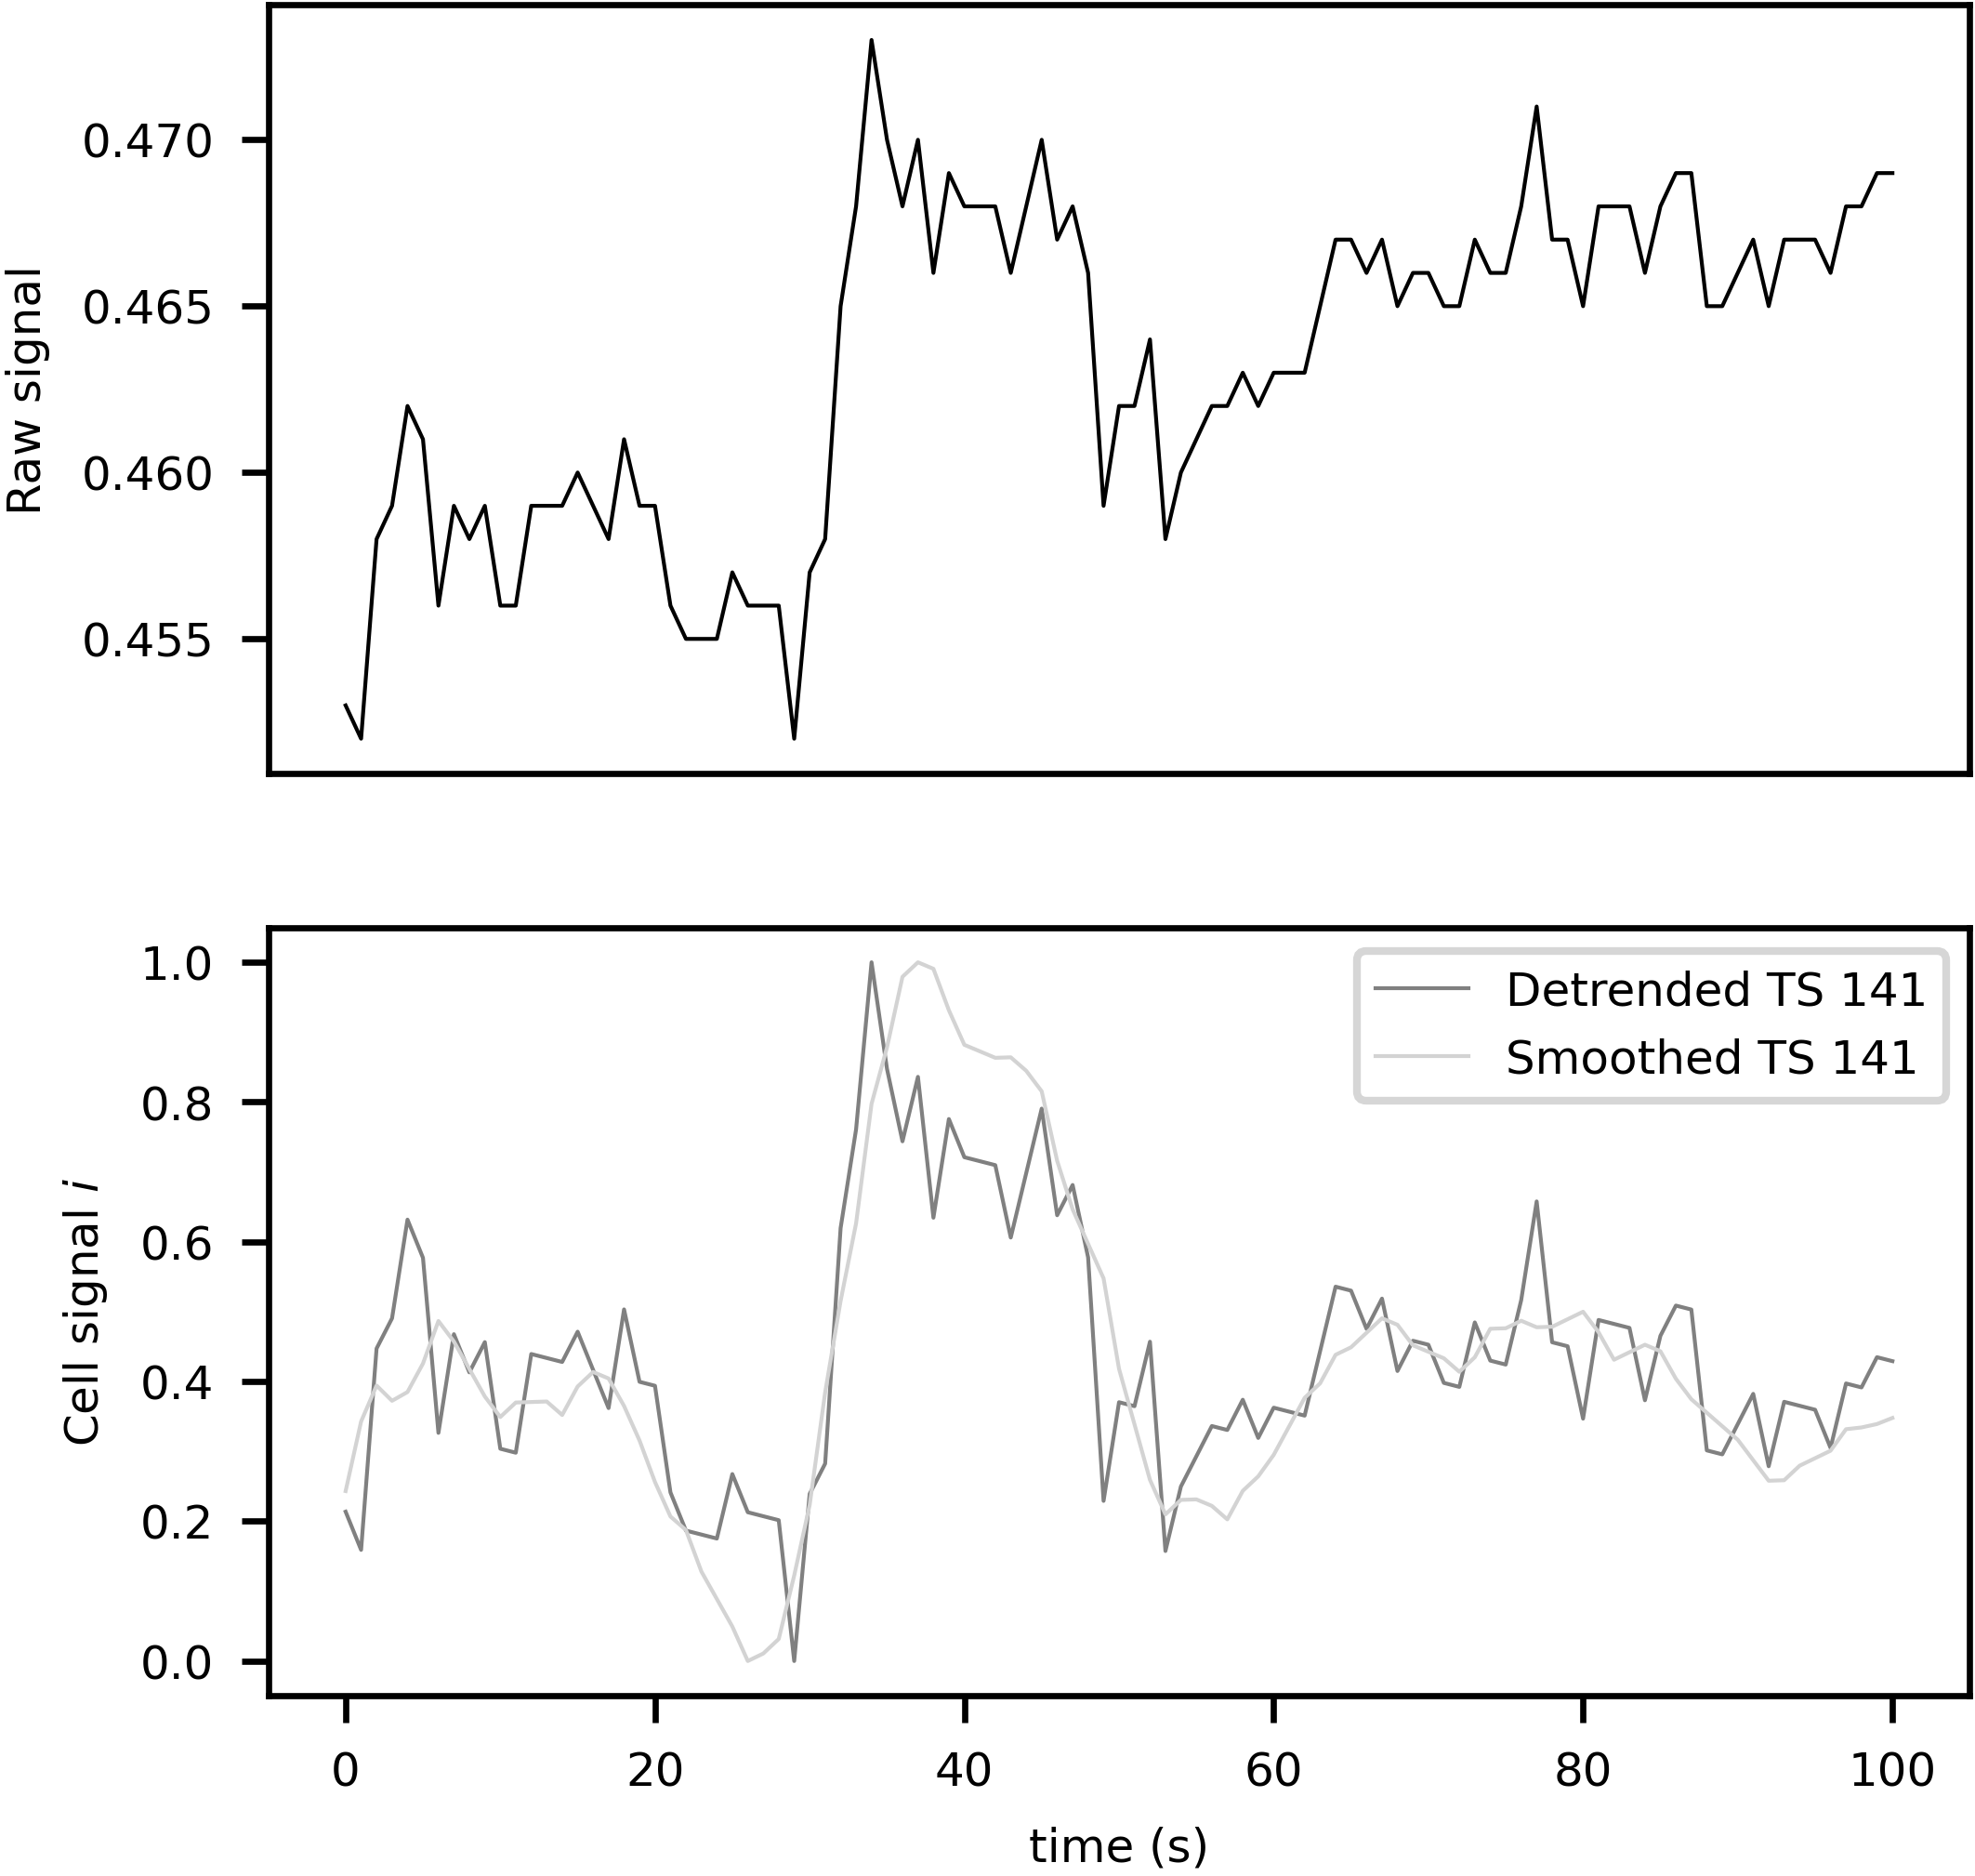 Raw signal
0.470
0.465
0.460
0.455
Cell signal i
1.0
0.8
0.6
0.4
0.2
0.0
Detrended TS 141
Smoothed TS 141
0 20 40 60 80 100
time (s)